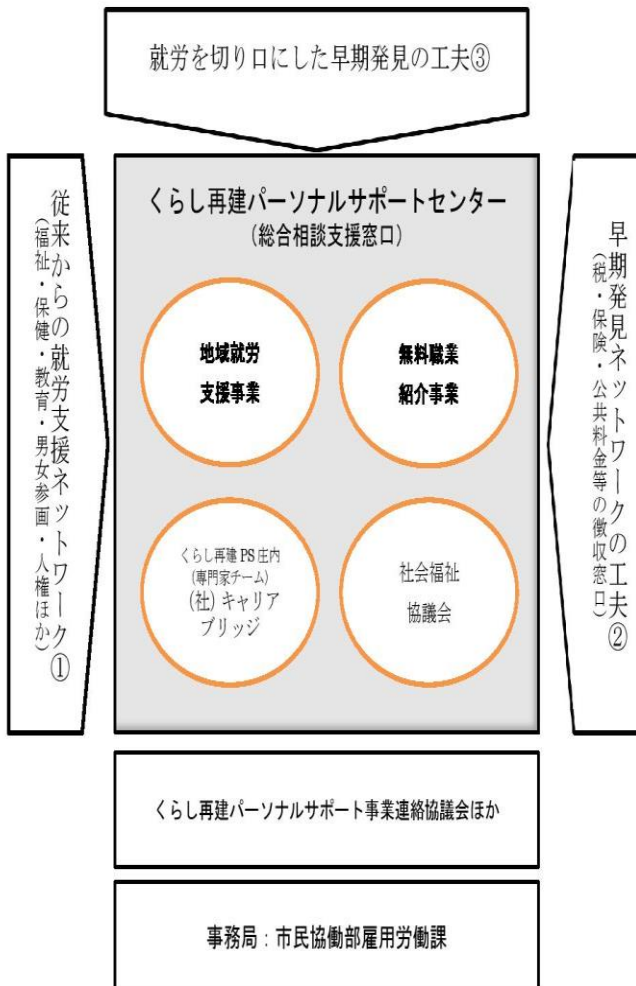 就労を切り口にした早期発見の工夫③
従来からの就労支援ネットワーク①
(福祉・保健・教育・男女参画・人権ほか)
くらし再建パーソナルサポートセンター
(総合相談支援窓口)
地域就労
支援事業
無料職業
紹介事業
くらし再建 PS 庄内
(専門家チーム)
(社)キャリア
ブリッジ
社会福祉
協議会
早期発見ネットワークの工夫②
(税・保険・公共料金等の徴収窓口)
くらし再建パーソナルサポート事業連絡協議会ほか
事務局：市民協働部雇用労働課